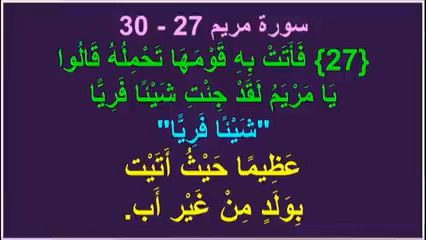 سورة مريم 27 - 30
{27} فَأَتَتْ بِهِ قَوْمَهَا تَحْمِلُهُ قَالُوا
يَا مَرْيَمُ لَقَدْ جِئْتِ شَيْئًا فَرِيًّا
"شَيْئًا فَرِيًّا"
عَظِيمًا حَيْثُ أَتَيْت
بِوَلَدٍ مِنْ غَيْر أَب.